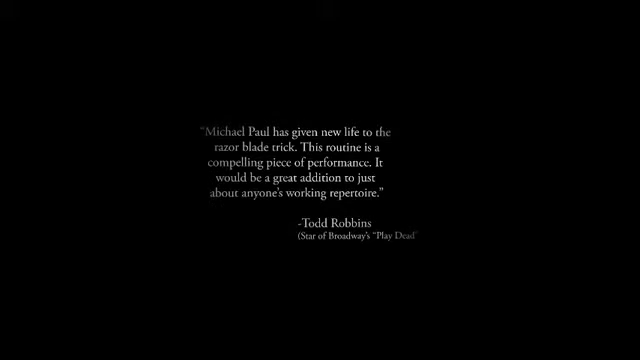 “Michael Paul has given new life to the
razor blade trick. This routine is a
compelling piece of performance. It
would be a great addition to just
about anyone’s working repertoire.”
-Todd Robbins
(Star of Broadway’s “Play Dead”